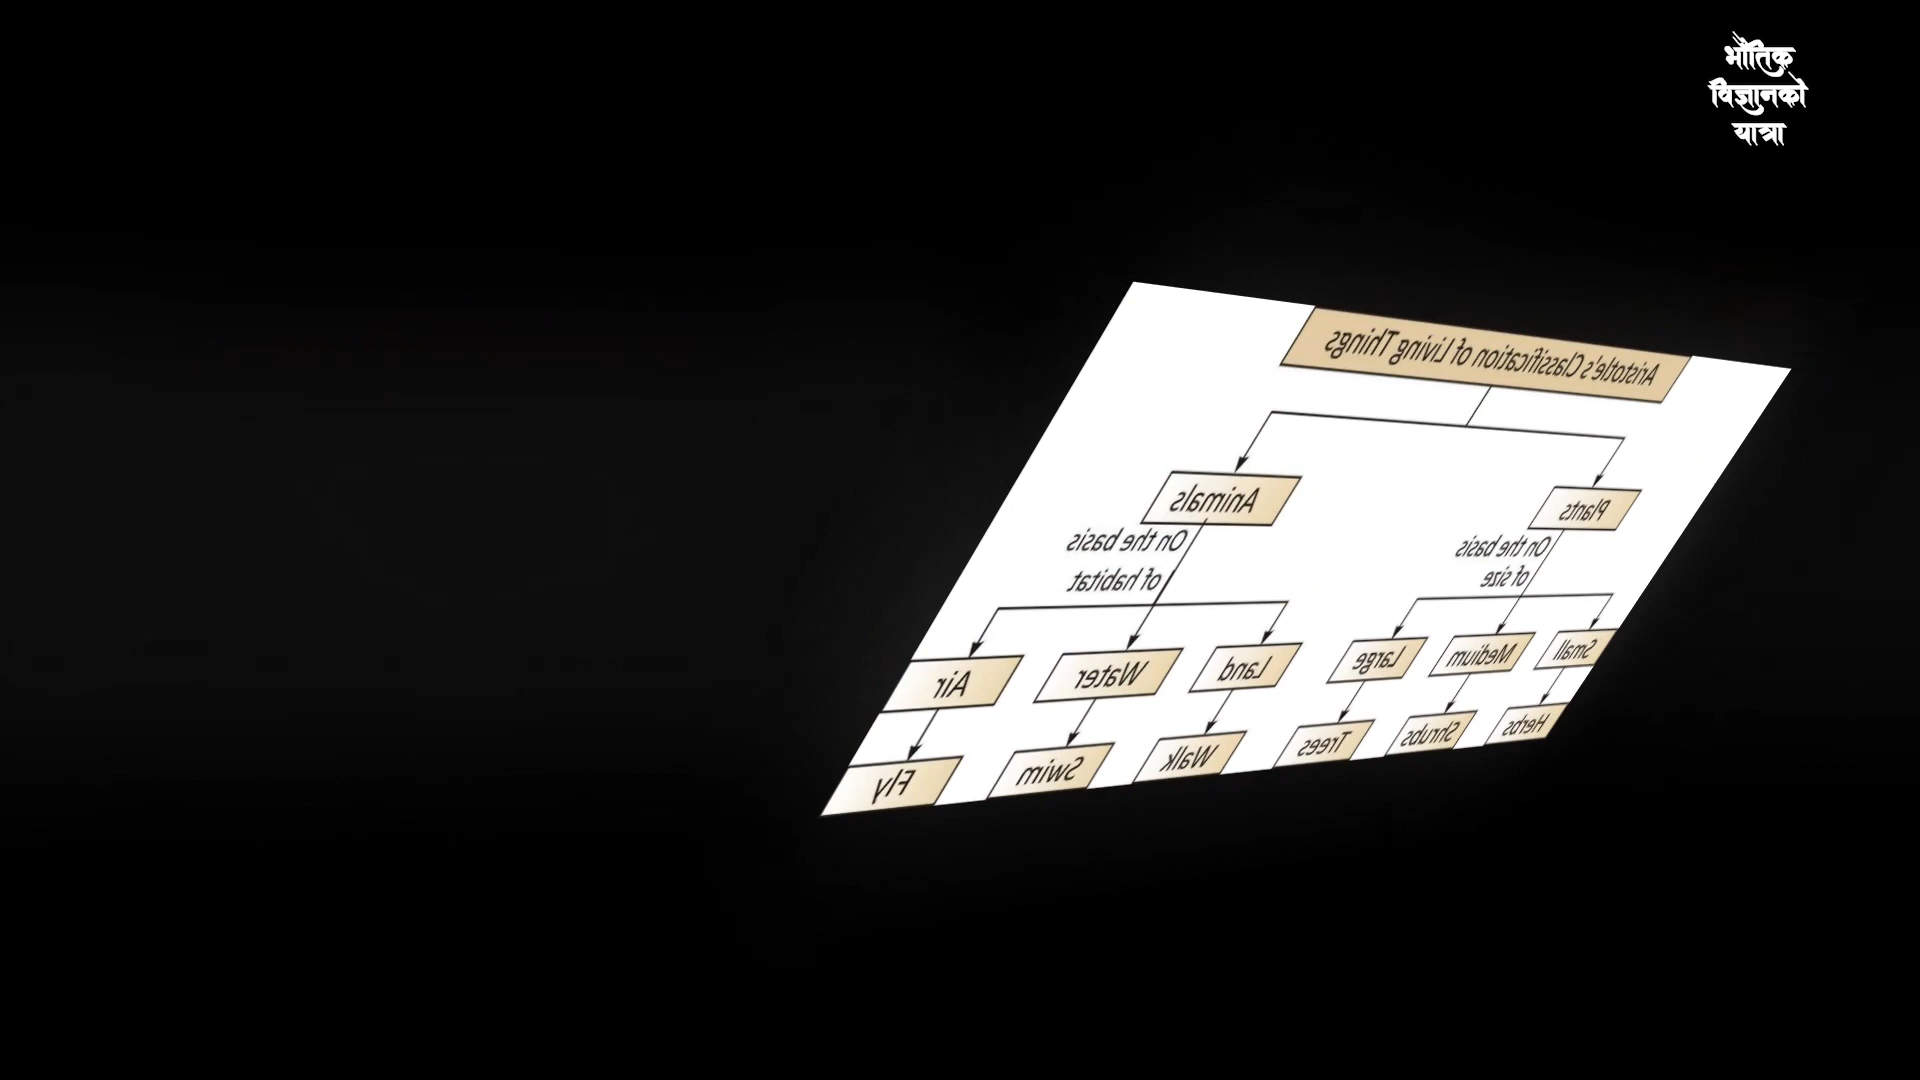 भौतिक
विज्ञानको
यात्रा
Aristotle's Classification of Living Things
Plants
Animals
On the basis
of size
On the basis
of habitat
Small
Medium
Large
Land
Water
Air
Herbs
Shrubs
Trees
Walk
Swim
Fly